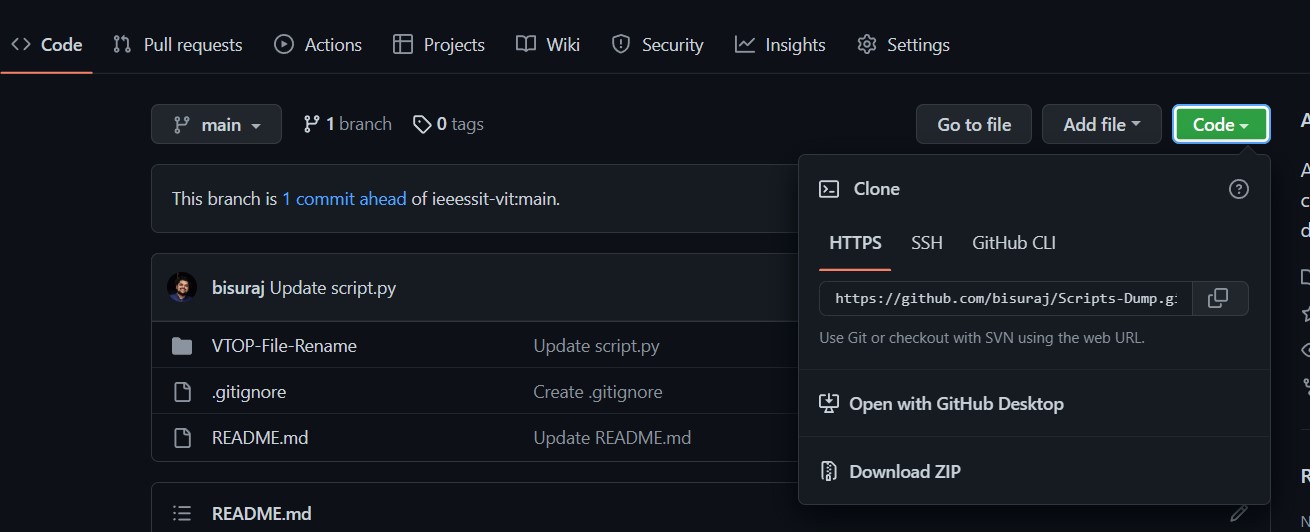 Code Pull requests Actions Projects Wiki Security Insights Settings
main 1 branch 0 tags Go to file Add file Code
This branch is 1 commit ahead of ieeessit-vit:main.
bisuraj Update script.py
VTOP-File-Rename Update script.py
.gitignore Create .gitignore
README.md Update README.md
README.md
Clone
HTTPS SSH GitHub CLI
https://github.com/bisuraj/Scripts-Dump.gi
Use Git or checkout with SVN using the web URL.
Open with GitHub Desktop
Download ZIP